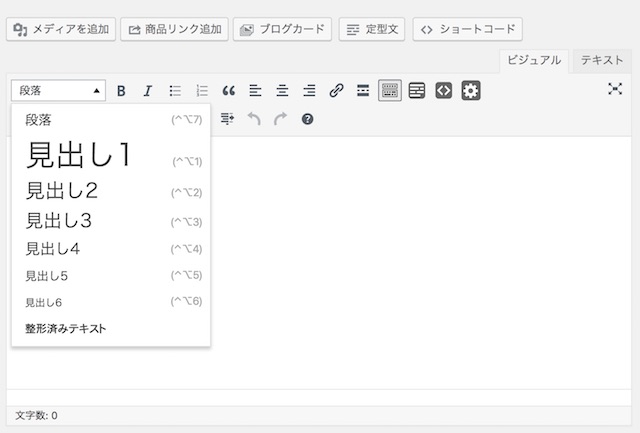 メディアを追加 商品リンク追加 ブログカード 定型文 ショートコード
ビジュアル テキスト
段落
B I
段落 (^⌥7)
見出し1 (^⌥1)
見出し2 (^⌥2)
見出し3 (^⌥3)
見出し4 (^⌥4)
見出し5 (^⌥5)
見出し6 (^⌥6)
整形済みテキスト
文字数: 0